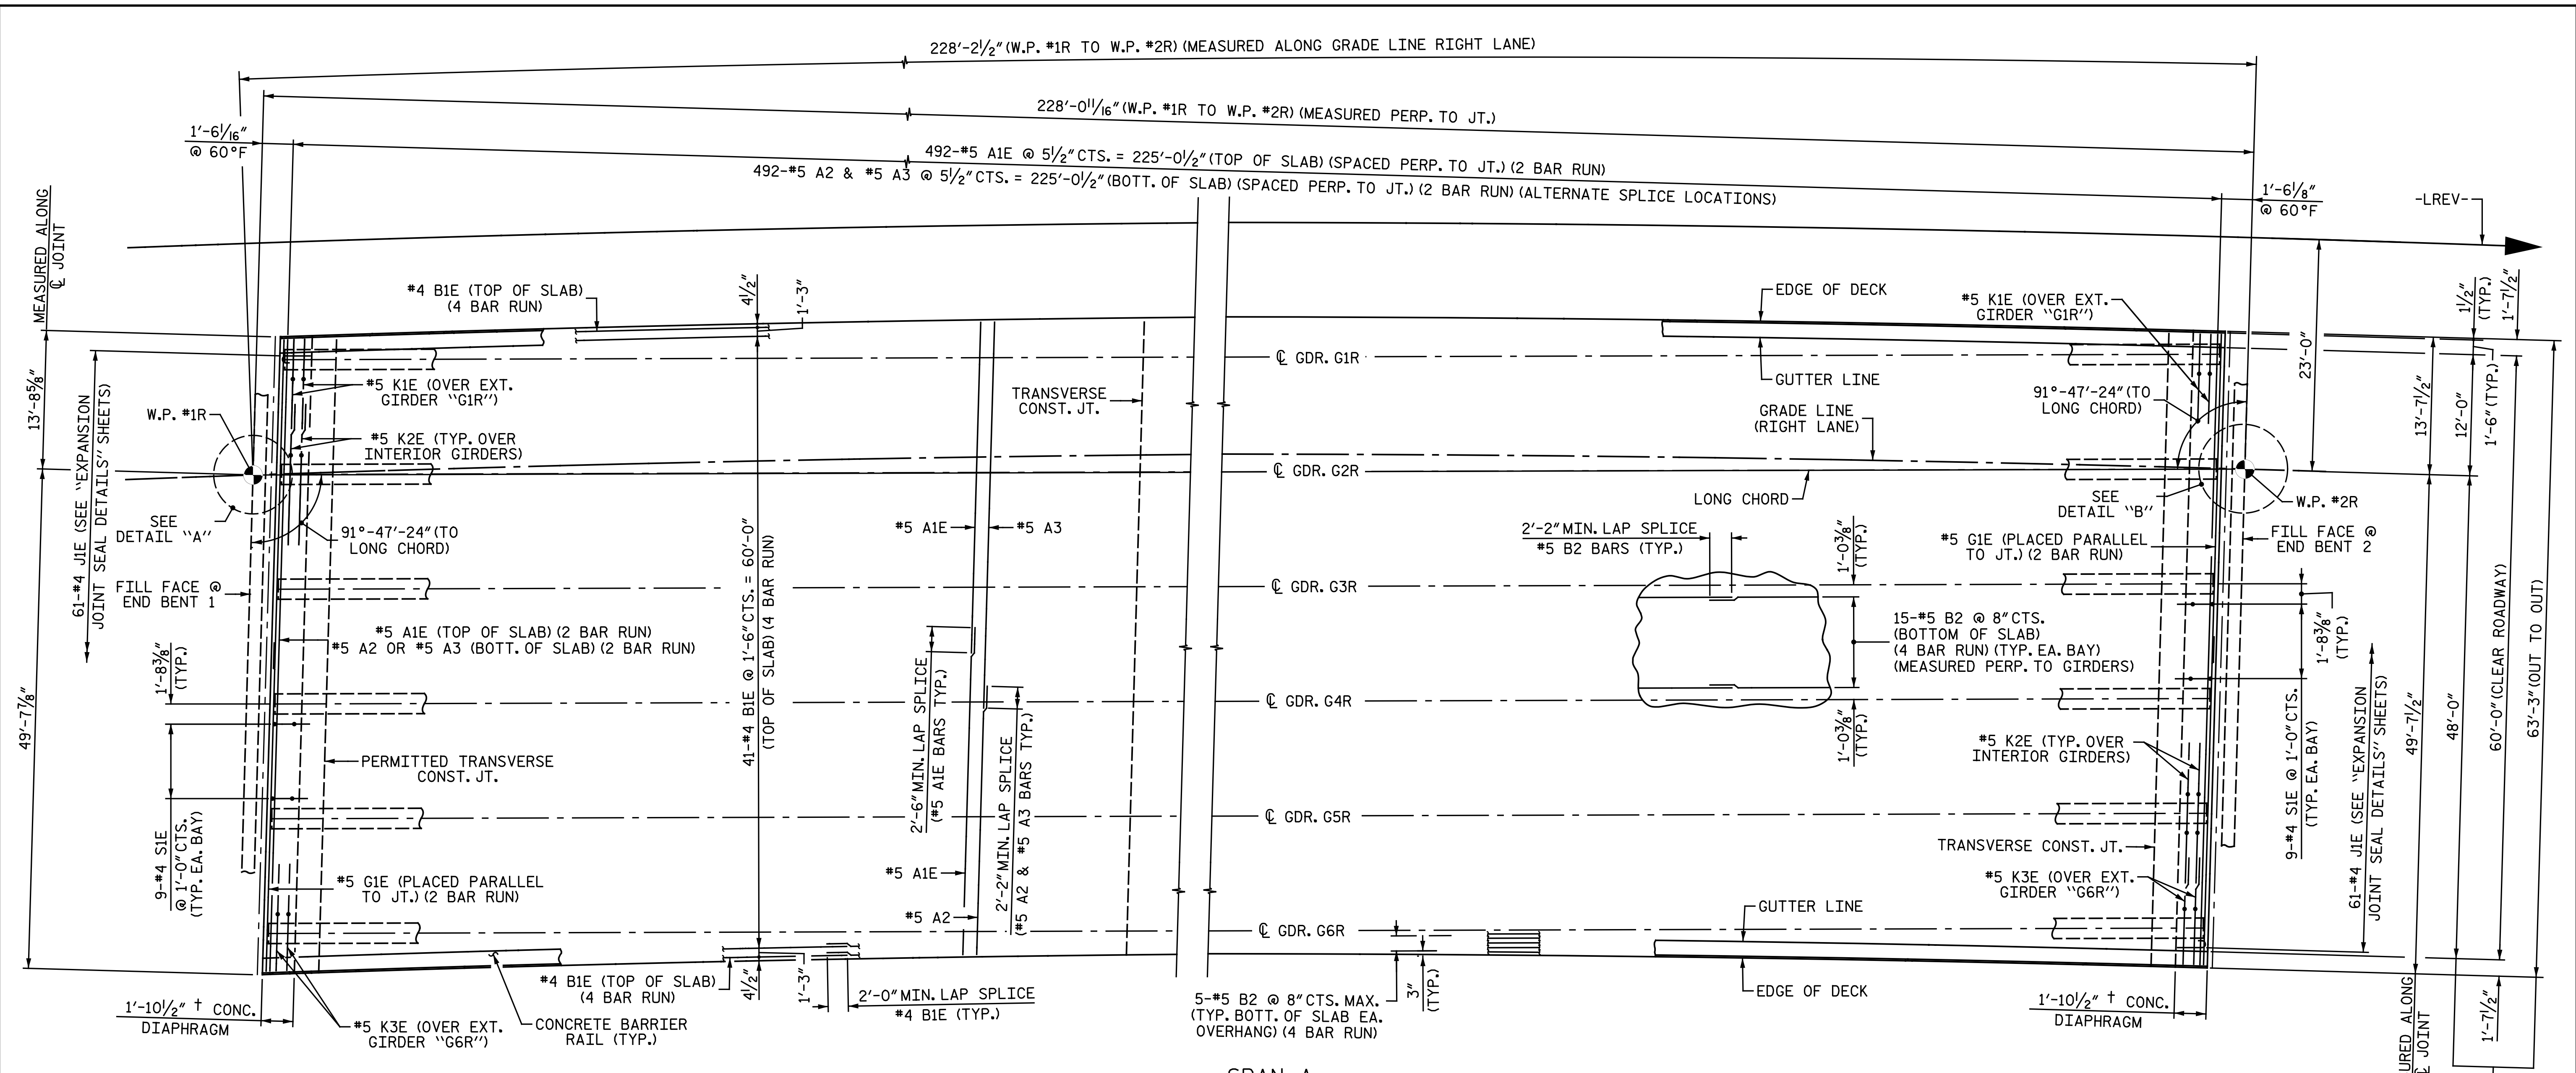 228'-2½" (W.P. #1R TO W.P. #2R) (MEASURED ALONG GRADE LINE RIGHT LANE)
228'-0¹¹⁄₁₆" (W.P. #1R TO W.P. #2R) (MEASURED PERP. TO JT.)
1'-6¹⁄₁₆"
@ 60°F
492-#5 A1E @ 5½" CTS. = 225'-0½" (TOP OF SLAB) (SPACED PERP. TO JT.) (2 BAR RUN)
492-#5 A2 & #5 A3 @ 5½" CTS. = 225'-0½" (BOTT. OF SLAB) (SPACED PERP. TO JT.) (2 BAR RUN) (ALTERNATE SPLICE LOCATIONS)
1'-6⅛"
@ 60°F
-LREV-
MEASURED ALONG
℄ JOINT
13'-8⅝"
61-#4 J1E (SEE "EXPANSION
JOINT SEAL DETAILS" SHEETS)
49'-7⅞"
#4 B1E (TOP OF SLAB)
(4 BAR RUN)
4½"
1'-3"
EDGE OF DECK
GUTTER LINE
#5 K1E (OVER EXT.
GIRDER "G1R")
23'-0"
1½"
(TYP.)
1'-7½"
℄ GDR. G1R
#5 K1E (OVER EXT.
GIRDER "G1R")
TRANSVERSE
CONST. JT.
GRADE LINE
(RIGHT LANE)
91°-47'-24" (TO
LONG CHORD)
13'-7½"
12'-0"
1'-6" (TYP.)
W.P. #1R
#5 K2E (TYP. OVER
INTERIOR GIRDERS)
℄ GDR. G2R
LONG CHORD
SEE
DETAIL "A"
91°-47'-24" (TO
LONG CHORD)
SEE
DETAIL "B"
W.P. #2R
#5 A1E
#5 A3
2'-2" MIN. LAP SPLICE
#5 B2 BARS (TYP.)
1'-0⅜"
(TYP.)
#5 G1E (PLACED PARALLEL
TO JT.) (2 BAR RUN)
FILL FACE @
END BENT 2
FILL FACE @
END BENT 1
℄ GDR. G3R
#5 A1E (TOP OF SLAB) (2 BAR RUN)
#5 A2 OR #5 A3 (BOTT. OF SLAB) (2 BAR RUN)
41-#4 B1E @ 1'-6" CTS. = 60'-0"
(TOP OF SLAB) (4 BAR RUN)
15-#5 B2 @ 8" CTS.
(BOTTOM OF SLAB)
(4 BAR RUN) (TYP. EA. BAY)
(MEASURED PERP. TO GIRDERS)
1'-8⅜"
(TYP.)
1'-8⅜"
(TYP.)
2'-6" MIN. LAP SPLICE
(#5 A1E BARS TYP.)
2'-2" MIN. LAP SPLICE
(#5 A2 & #5 A3 BARS TYP.)
℄ GDR. G4R
1'-0⅜"
(TYP.)
9-#4 S1E @ 1'-0" CTS.
(TYP. EA. BAY)
61-#4 J1E (SEE "EXPANSION
JOINT SEAL DETAILS" SHEETS)
49'-7½"
48'-0"
60'-0" (CLEAR ROADWAY)
63'-3" (OUT TO OUT)
PERMITTED TRANSVERSE
CONST. JT.
#5 K2E (TYP. OVER
INTERIOR GIRDERS)
℄ GDR. G5R
9-#4 S1E
@ 1'-0" CTS.
(TYP. EA. BAY)
TRANSVERSE CONST. JT.
#5 G1E (PLACED PARALLEL
TO JT.) (2 BAR RUN)
#5 A1E
#5 A2
#5 K3E (OVER EXT.
GIRDER "G6R")
GUTTER LINE
℄ GDR. G6R
1'-10½" † CONC.
DIAPHRAGM
#5 K3E (OVER EXT.
GIRDER "G6R")
CONCRETE BARRIER
RAIL (TYP.)
#4 B1E (TOP OF SLAB)
(4 BAR RUN)
4½"
1'-3"
2'-0" MIN. LAP SPLICE
#4 B1E (TYP.)
5-#5 B2 @ 8" CTS. MAX.
(TYP. BOTT. OF SLAB EA.
OVERHANG) (4 BAR RUN)
3"
(TYP.)
EDGE OF DECK
1'-10½" † CONC.
DIAPHRAGM
URED ALONG
℄ JOINT
1'-7½"
SPAN A